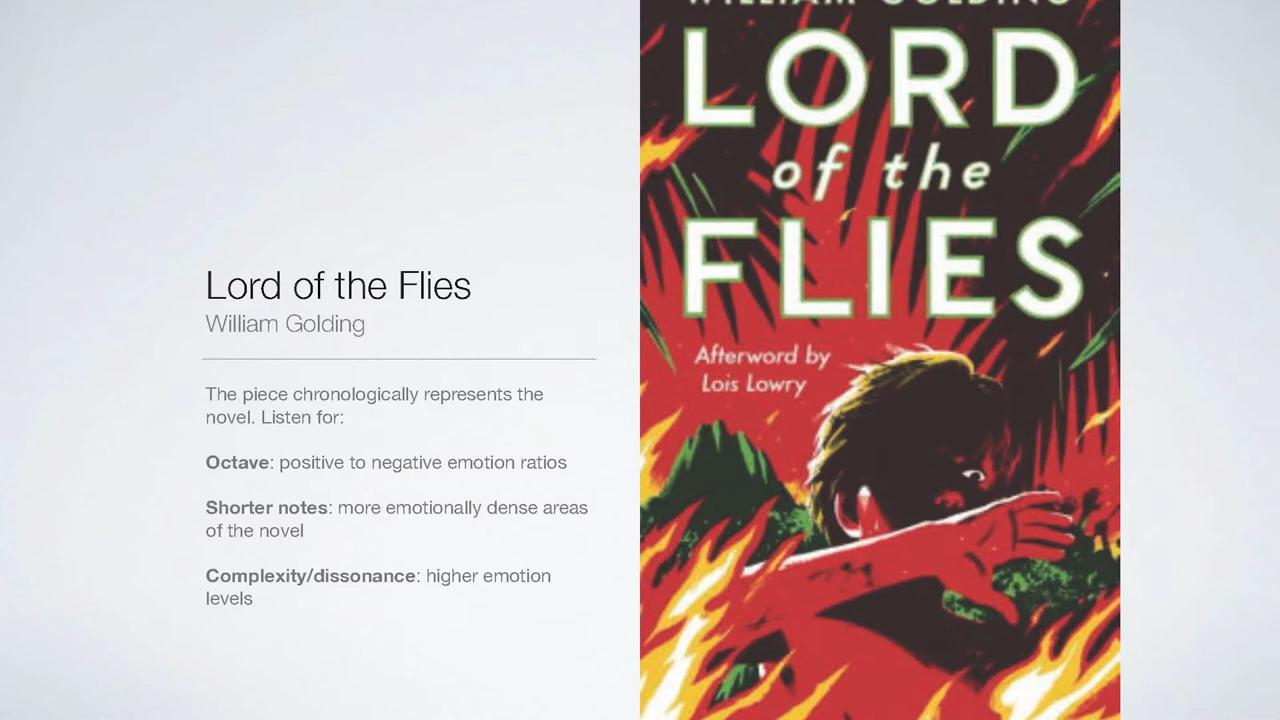 Lord of the Flies
William Golding
The piece chronologically represents the
novel. Listen for:
Octave: positive to negative emotion ratios
Shorter notes: more emotionally dense areas
of the novel
Complexity/dissonance: higher emotion
levels
WILLIAM GOLDING
LORD
of the
FLIES
Afterword by
Lois Lowry